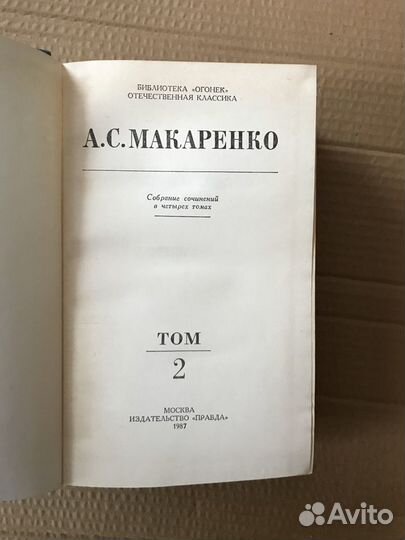 БИБЛИОТЕКА «ОГОНЕК»
ОТЕЧЕСТВЕННАЯ КЛАССИКА
А.С.МАКАРЕНКО
Собрание сочинений
в четырех томах
ТОМ
2
МОСКВА
ИЗДАТЕЛЬСТВО «ПРАВДА»
1987
Avito